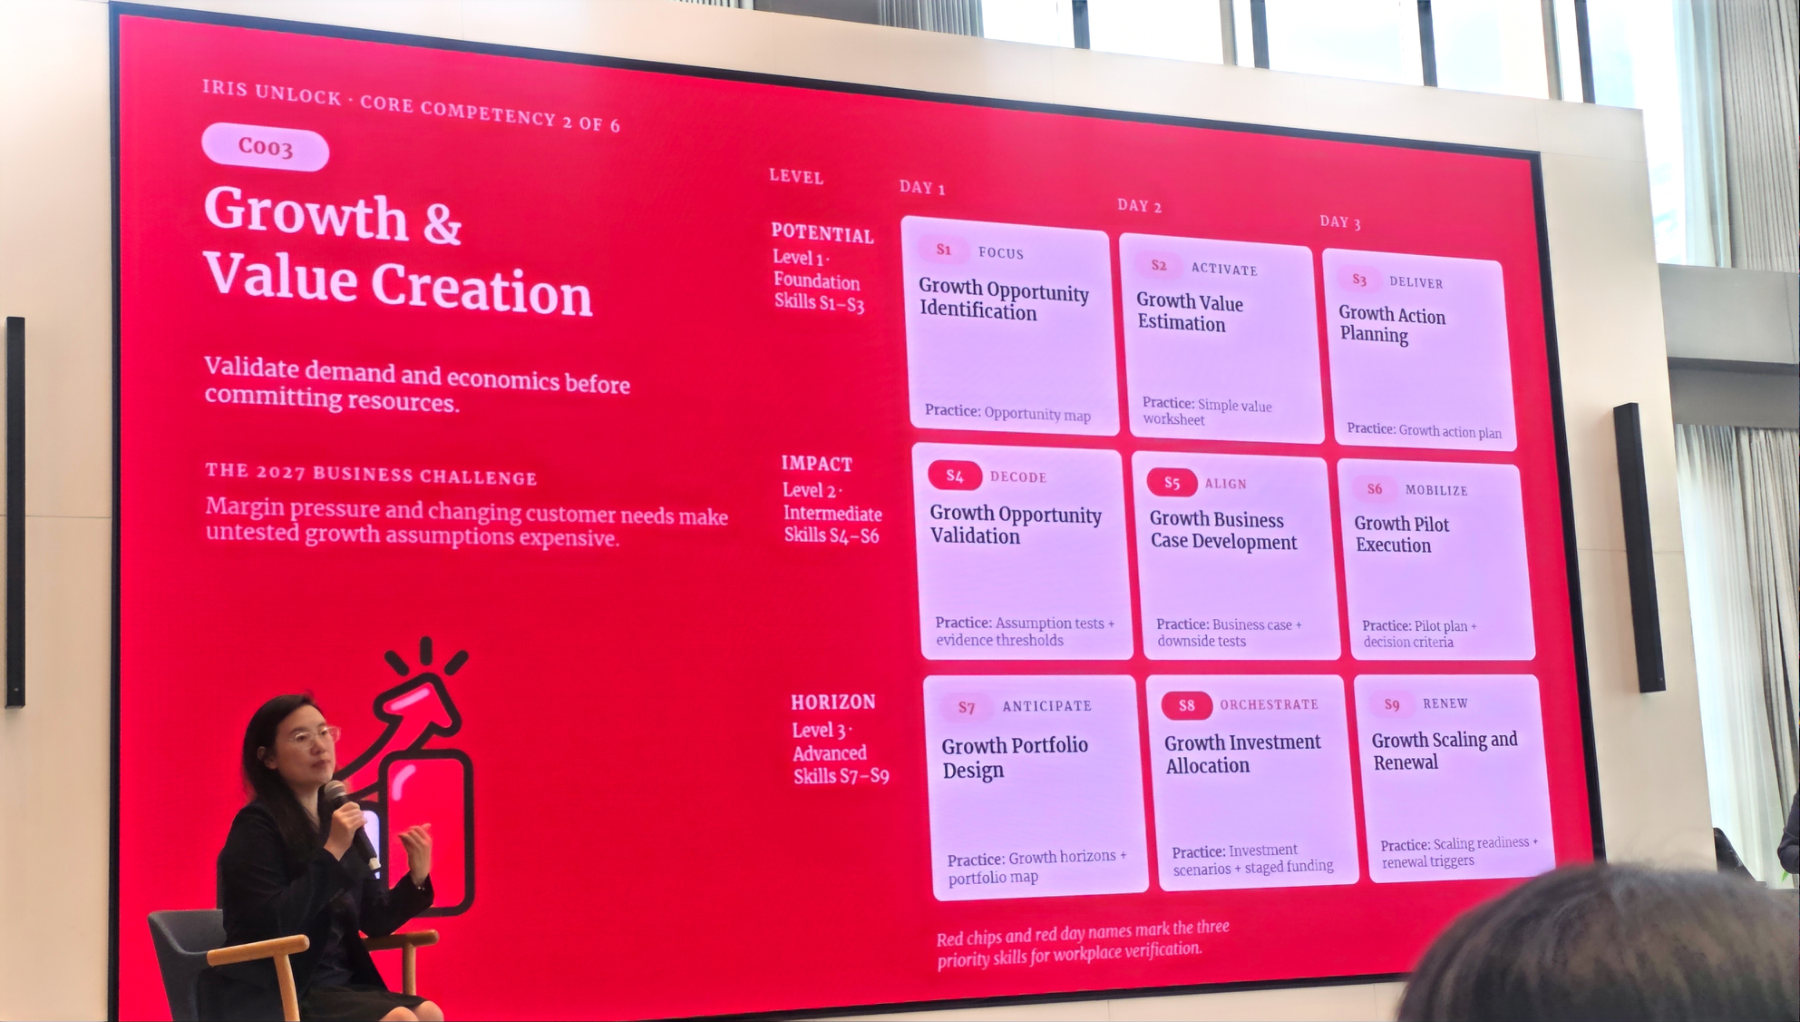 IRIS UNLOCK · CORE COMPETENCY 2 OF 6
C003
Growth &
Value Creation
Validate demand and economics before
committing resources.
THE 2027 BUSINESS CHALLENGE
Margin pressure and changing customer needs make
untested growth assumptions expensive.
LEVEL
DAY 1
DAY 2
DAY 3
POTENTIAL
Level 1 ·
Foundation
Skills S1–S3
S1 FOCUS
Growth Opportunity
Identification
Practice: Opportunity map
S2 ACTIVATE
Growth Value
Estimation
Practice: Simple value
worksheet
S3 DELIVER
Growth Action
Planning
Practice: Growth action plan
IMPACT
Level 2 ·
Intermediate
Skills S4–S6
S4 DECODE
Growth Opportunity
Validation
Practice: Assumption tests +
evidence thresholds
S5 ALIGN
Growth Business
Case Development
Practice: Business case +
downside tests
S6 MOBILIZE
Growth Pilot
Execution
Practice: Pilot plan +
decision criteria
HORIZON
Level 3 ·
Advanced
Skills S7–S9
S7 ANTICIPATE
Growth Portfolio
Design
Practice: Growth horizons +
portfolio map
S8 ORCHESTRATE
Growth Investment
Allocation
Practice: Investment
scenarios + staged funding
S9 RENEW
Growth Scaling and
Renewal
Practice: Scaling readiness +
renewal triggers
Red chips and red day names mark the three
priority skills for workplace verification.